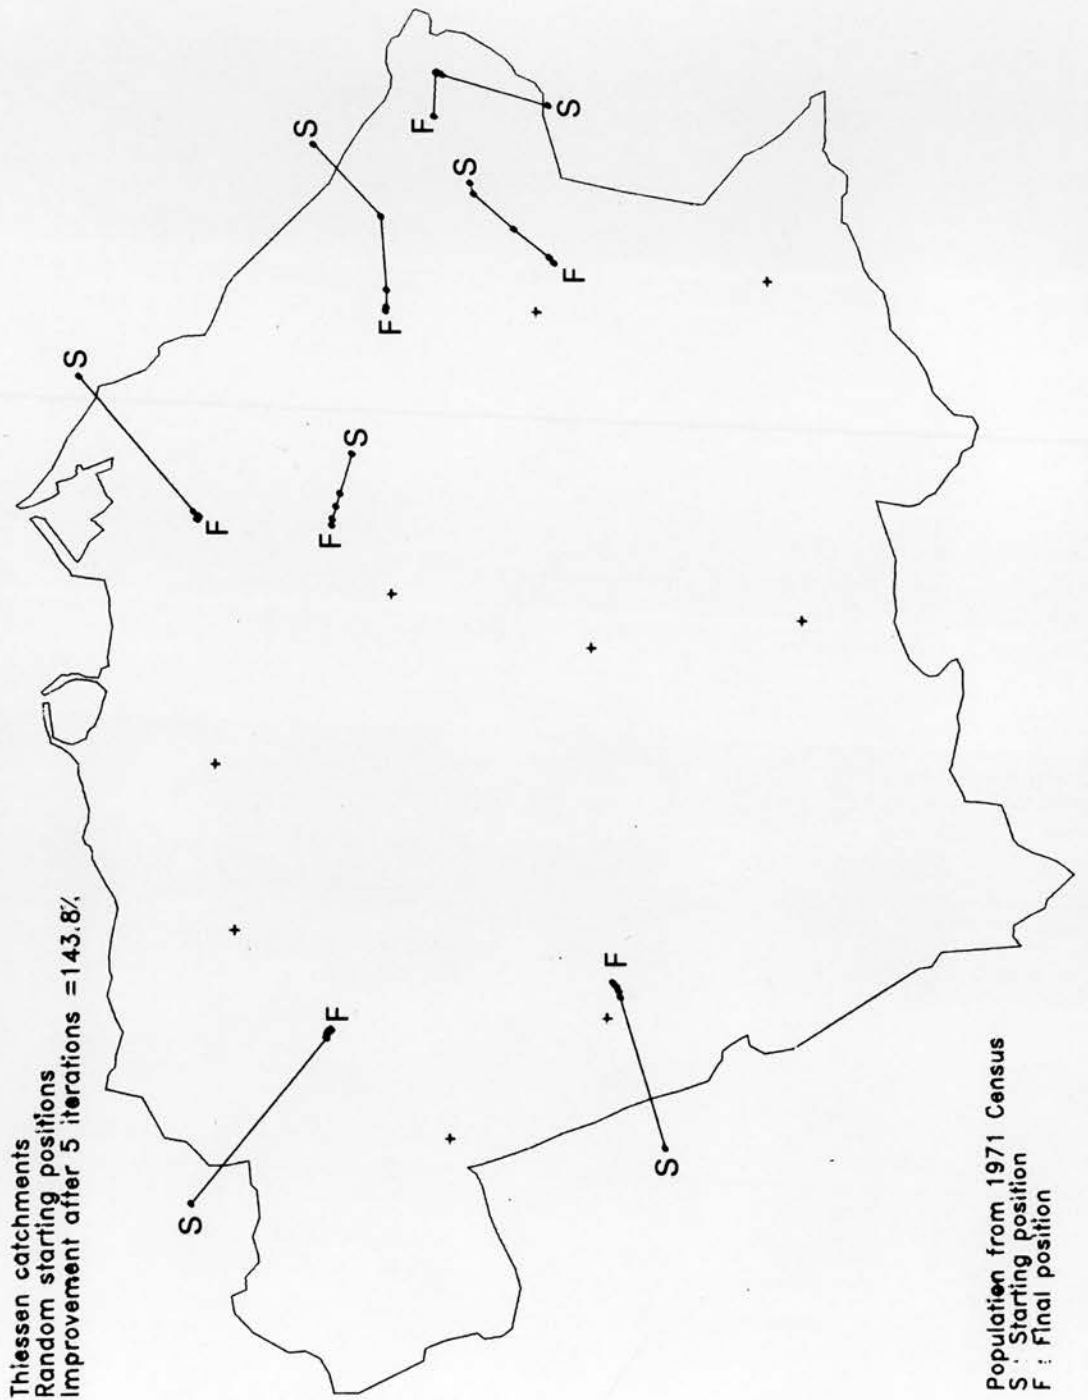 Thiessen catchments
Random starting positions
Improvement after 5 iterations =143.8%
S
F
S
F
S
F
S
F
S
F
S
F
S
F
S
F
Population from 1971 Census
S : Starting position
F : Final position